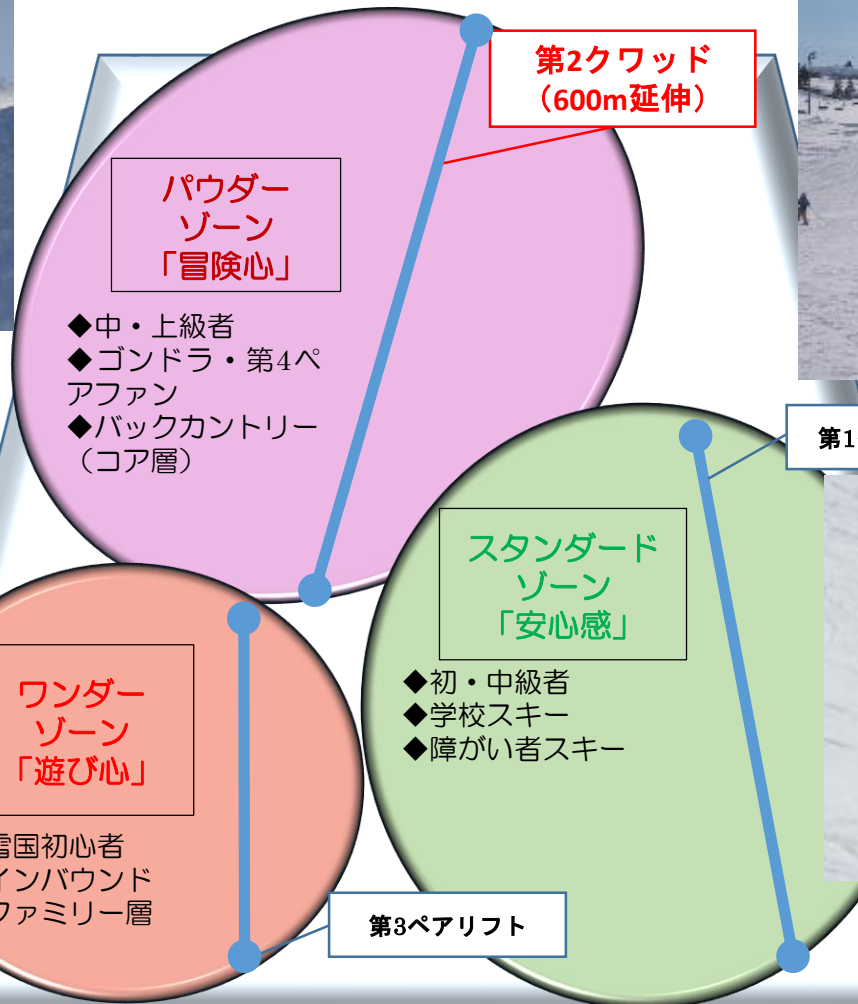 第2クワッド
（600m延伸）
パウダー
ゾーン
「冒険心」
◆中・上級者
◆ゴンドラ・第4ペ
アファン
◆バックカントリー
（コア層）
第1
スタンダード
ゾーン
「安心感」
◆初・中級者
◆学校スキー
◆障がい者スキー
ワンダー
ゾーン
「遊び心」
雪国初心者
インバウンド
ファミリー層
第3ペアリフト